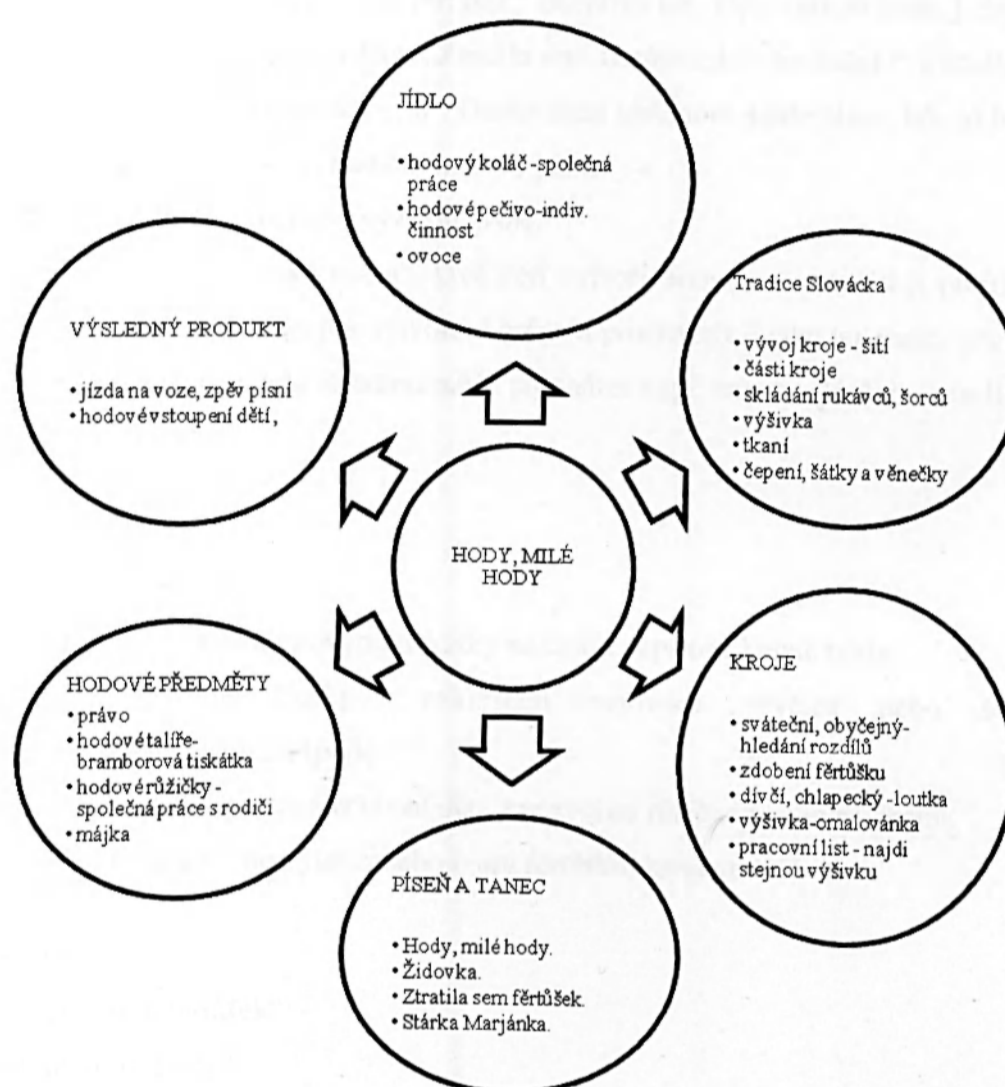 JÍDLO
• hodový koláč - společná
práce
• hodové pečivo - indiv.
činnost
• ovoce
Tradice Slovácka
• vývoj kroje - šití
• části kroje
• skládání rukávců, šorců
• výšivka
• tkaní
• čepení, šátky a věnečky
KROJE
• sváteční, obyčejný-
hledání rozdílů
• zdobení fěrtůšku
• dívčí, chlapecký - loutka
• výšivka-omalovánka
• pracovní list - najdi
stejnou výšivku
PÍSEŇ A TANEC
• Hody, milé hody.
• Židovka.
• Ztratila sem fěrtůšek.
• Stárka Marjánka.
HODOVÉ PŘEDMĚTY
• právo
• hodové talíře-
bramborová tiskátka
• hodové růžičky -
společná práce s rodiči
• májka
VÝSLEDNÝ PRODUKT
• jízda na voze, zpěv písní
• hodové vstoupení dětí,
HODY, MILÉ
HODY